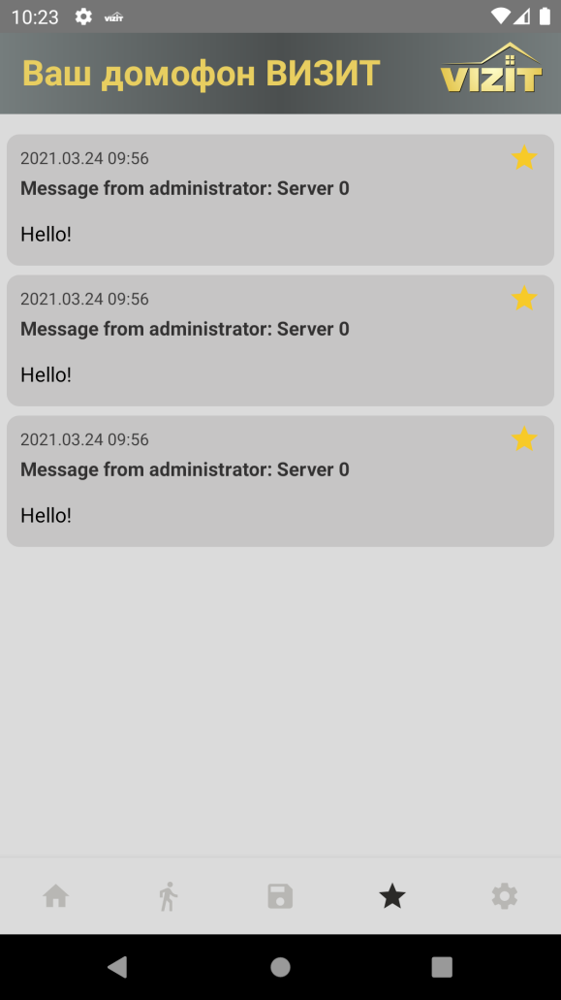 10:23
VIZIT
Ваш домофон ВИЗИТ
VIZIT
2021.03.24 09:56
Message from administrator: Server 0
Hello!
2021.03.24 09:56
Message from administrator: Server 0
Hello!
2021.03.24 09:56
Message from administrator: Server 0
Hello!